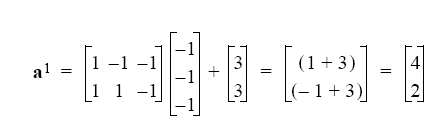 a¹ = [1 −1 −1; 1 1 −1] [−1; −1; −1] + [3; 3] = [(1 + 3); (− 1 + 3)] = [4; 2]